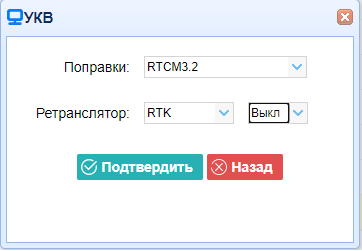 УКВ
Поправки: RTCM3.2
Ретранслятор: RTK Выкл
Подтвердить Назад